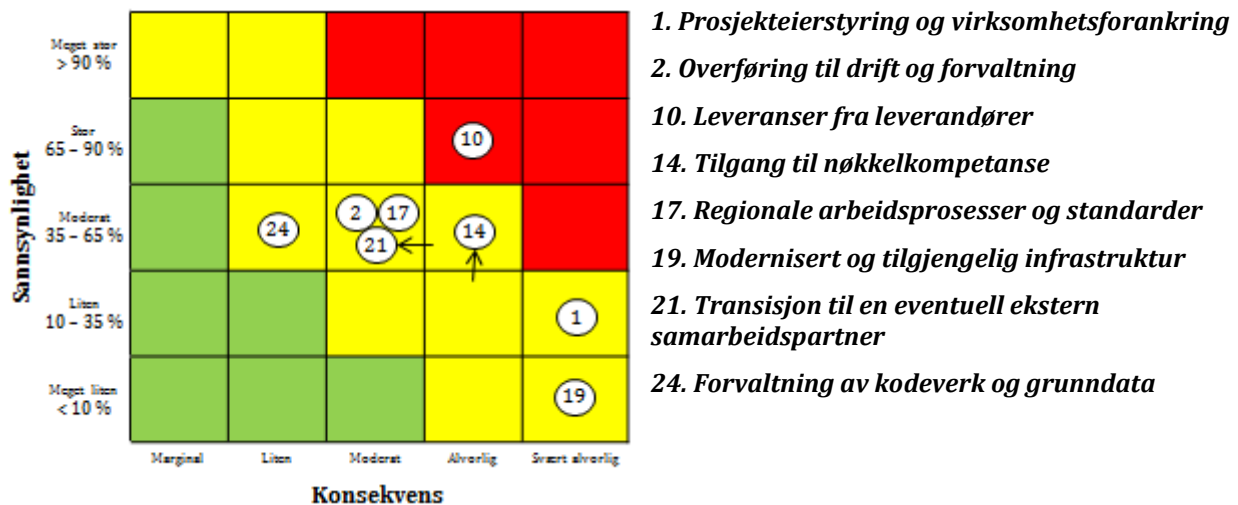 Sannsynlighet
Meget stor
> 90 %
Stor
65 – 90 %
10
Moderat
35 – 65 %
24
2
17
21
14
Liten
10 – 35 %
1
Meget liten
< 10 %
19
Marginal
Liten
Moderat
Alvorlig
Svært alvorlig
Konsekvens
1. Prosjekteierstyring og virksomhetsforankring
2. Overføring til drift og forvaltning
10. Leveranser fra leverandører
14. Tilgang til nøkkelkompetanse
17. Regionale arbeidsprosesser og standarder
19. Modernisert og tilgjengelig infrastruktur
21. Transisjon til en eventuell ekstern
samarbeidspartner
24. Forvaltning av kodeverk og grunndata